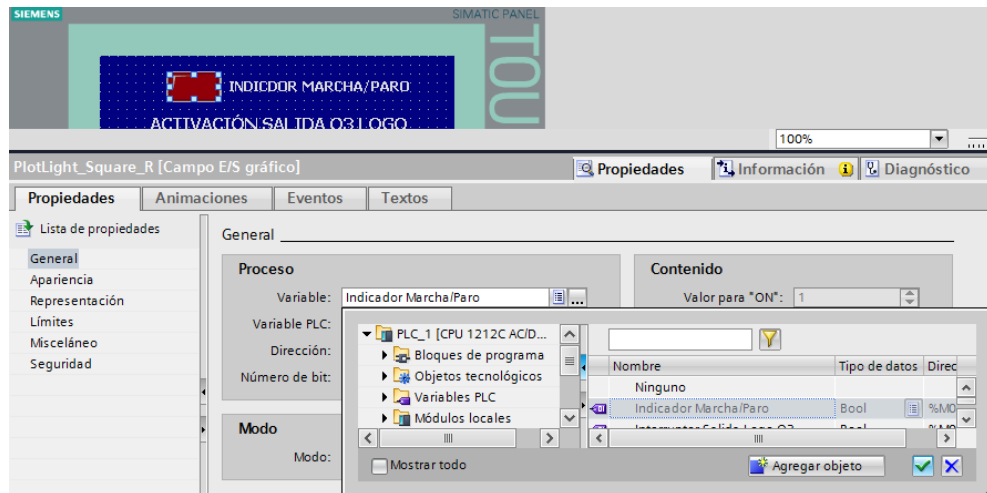 SIEMENS
SIMATIC PANEL
TOU
INDICDOR MARCHA/PARO
ACTIVACIÓN SALIDA Q3 LOGO
100%
PlotLight_Square_R [Campo E/S gráfico]
Propiedades
Información
Diagnóstico
Propiedades
Animaciones
Eventos
Textos
Lista de propiedades
General
Apariencia
Representación
Límites
Misceláneo
Seguridad
General
Proceso
Variable: Indicador Marcha/Paro ...
Variable PLC:
Dirección:
Número de bit:
Modo
Modo:
Contenido
Valor para "ON": 1
PLC_1 [CPU 1212C AC/D...
Bloques de programa
Objetos tecnológicos
Variables PLC
Módulos locales
Nombre Tipo de datos Direc
Ninguno
Indicador Marcha/Paro Bool %M0
Interruptor Salida Logo Q3 Bool %M0
Mostrar todo
Agregar objeto